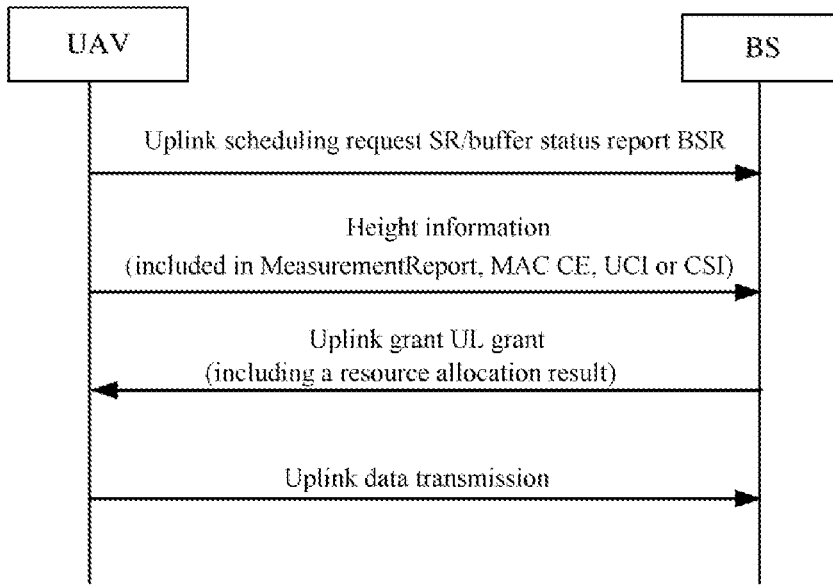 UAV
BS
Uplink scheduling request SR/buffer status report BSR
Height information
(included in MeasurementReport, MAC CE, UCI or CSI)
Uplink grant UL grant
(including a resource allocation result)
Uplink data transmission